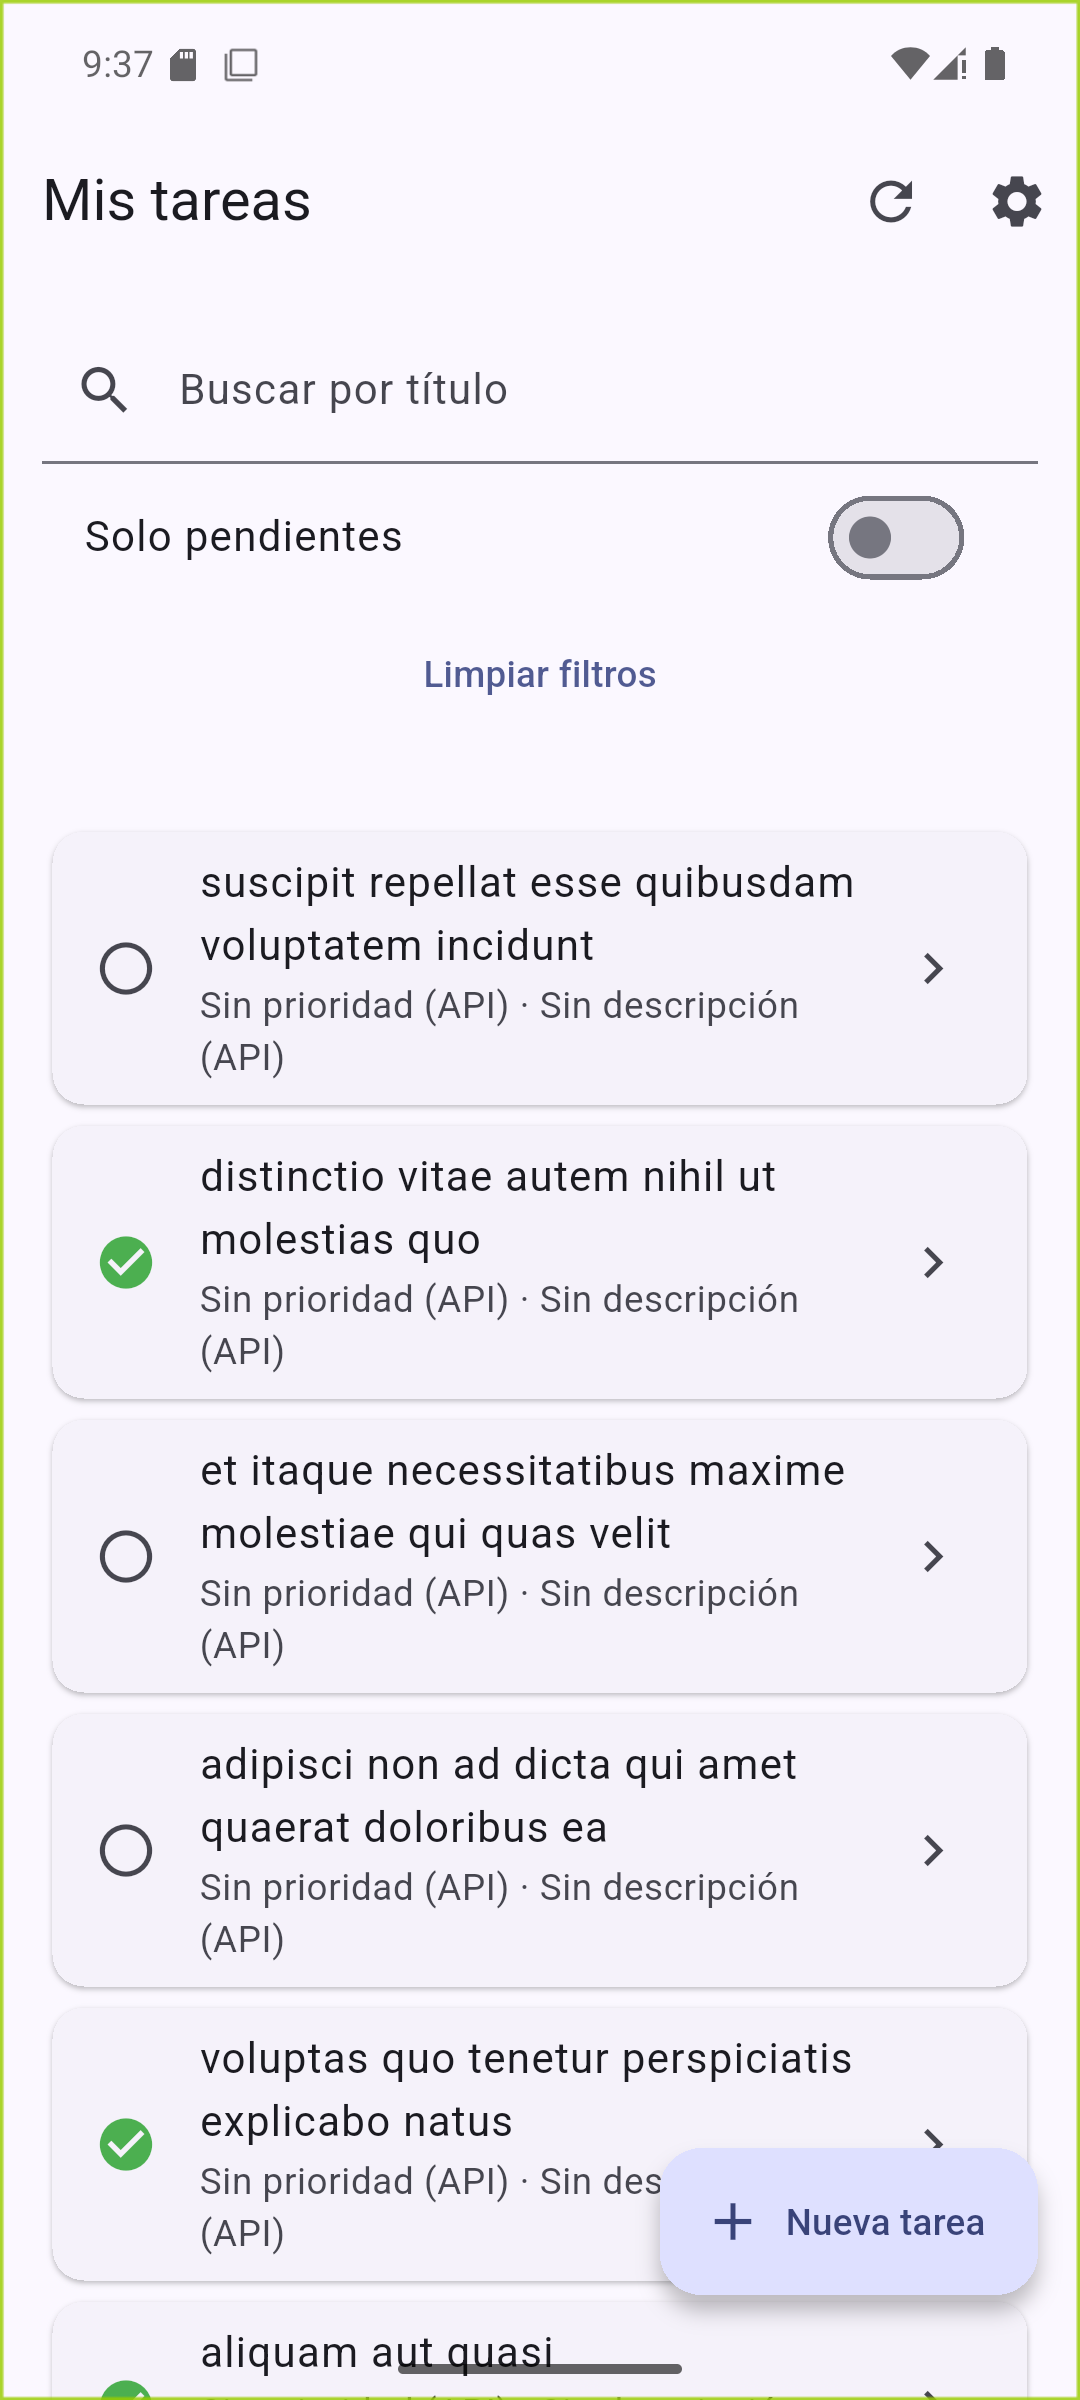 9:37
Mis tareas
Buscar por título
Solo pendientes
Limpiar filtros
suscipit repellat esse quibusdam
voluptatem incidunt
Sin prioridad (API) · Sin descripción
(API)
distinctio vitae autem nihil ut
molestias quo
Sin prioridad (API) · Sin descripción
(API)
et itaque necessitatibus maxime
molestiae qui quas velit
Sin prioridad (API) · Sin descripción
(API)
adipisci non ad dicta qui amet
quaerat doloribus ea
Sin prioridad (API) · Sin descripción
(API)
voluptas quo tenetur perspiciatis
explicabo natus
Sin prioridad (API) · Sin des
(API)
Nueva tarea
aliquam aut quasi